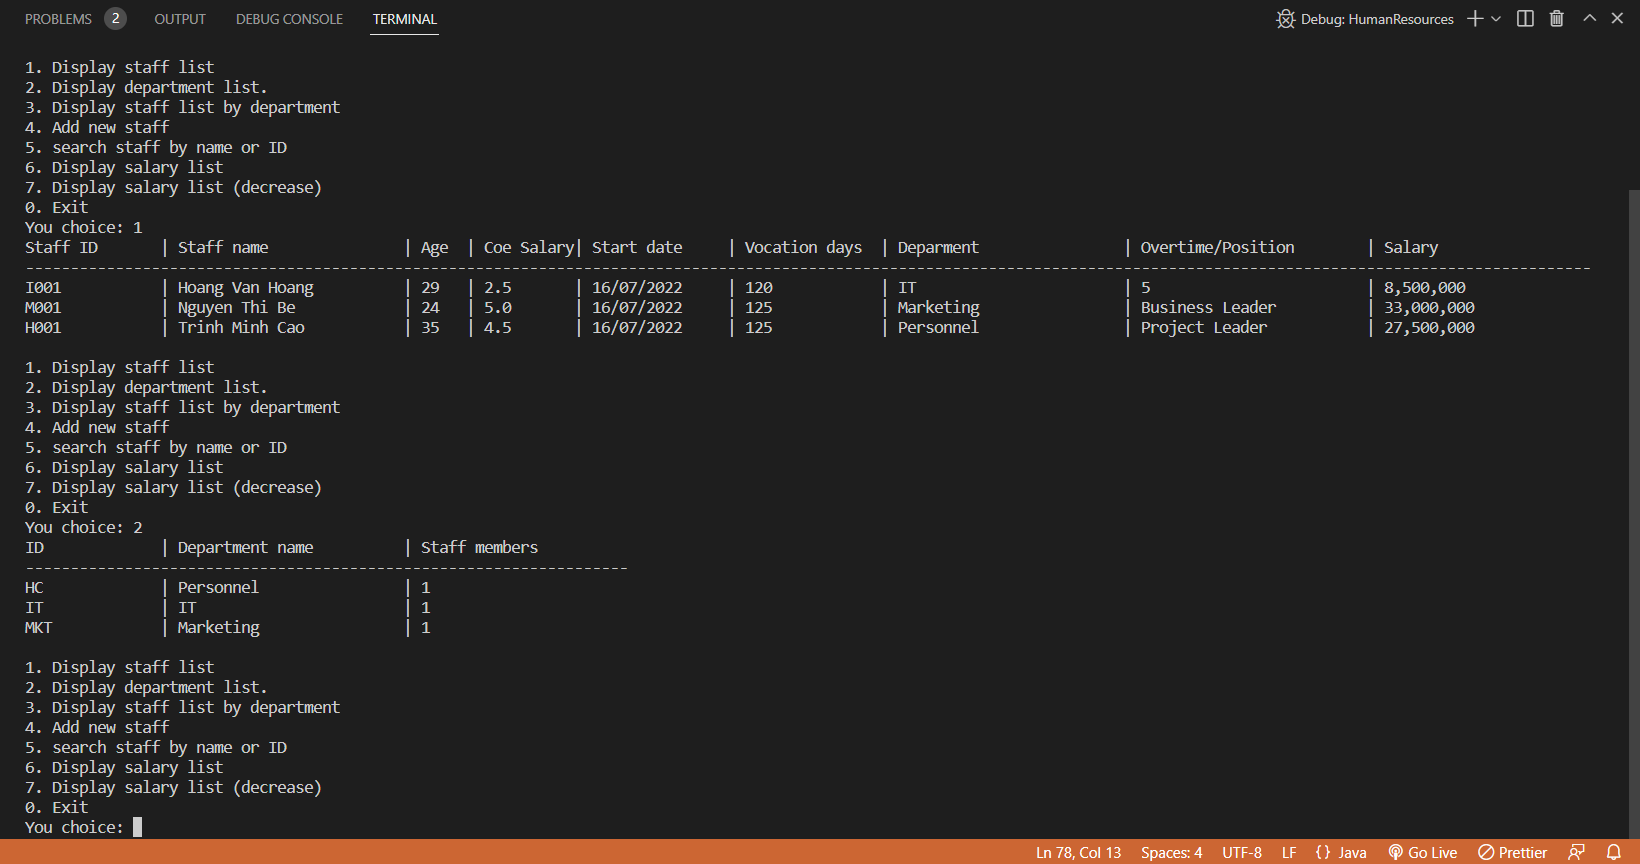 PROBLEMS 2 OUTPUT DEBUG CONSOLE TERMINAL Debug: HumanResources
1. Display staff list
2. Display department list.
3. Display staff list by department
4. Add new staff
5. search staff by name or ID
6. Display salary list
7. Display salary list (decrease)
0. Exit
You choice: 1
Staff ID | Staff name | Age | Coe Salary| Start date | Vocation days | Deparment | Overtime/Position | Salary
------------------------------------------------------------------------------------------------------------------------------------------------------------------------------
I001 | Hoang Van Hoang | 29 | 2.5 | 16/07/2022 | 120 | IT | 5 | 8,500,000
M001 | Nguyen Thi Be | 24 | 5.0 | 16/07/2022 | 125 | Marketing | Business Leader | 33,000,000
H001 | Trinh Minh Cao | 35 | 4.5 | 16/07/2022 | 125 | Personnel | Project Leader | 27,500,000
1. Display staff list
2. Display department list.
3. Display staff list by department
4. Add new staff
5. search staff by name or ID
6. Display salary list
7. Display salary list (decrease)
0. Exit
You choice: 2
ID | Department name | Staff members
-------------------------------------------------------------------
HC | Personnel | 1
IT | IT | 1
MKT | Marketing | 1
1. Display staff list
2. Display department list.
3. Display staff list by department
4. Add new staff
5. search staff by name or ID
6. Display salary list
7. Display salary list (decrease)
0. Exit
You choice:
Ln 78, Col 13 Spaces: 4 UTF-8 LF {} Java Go Live Prettier